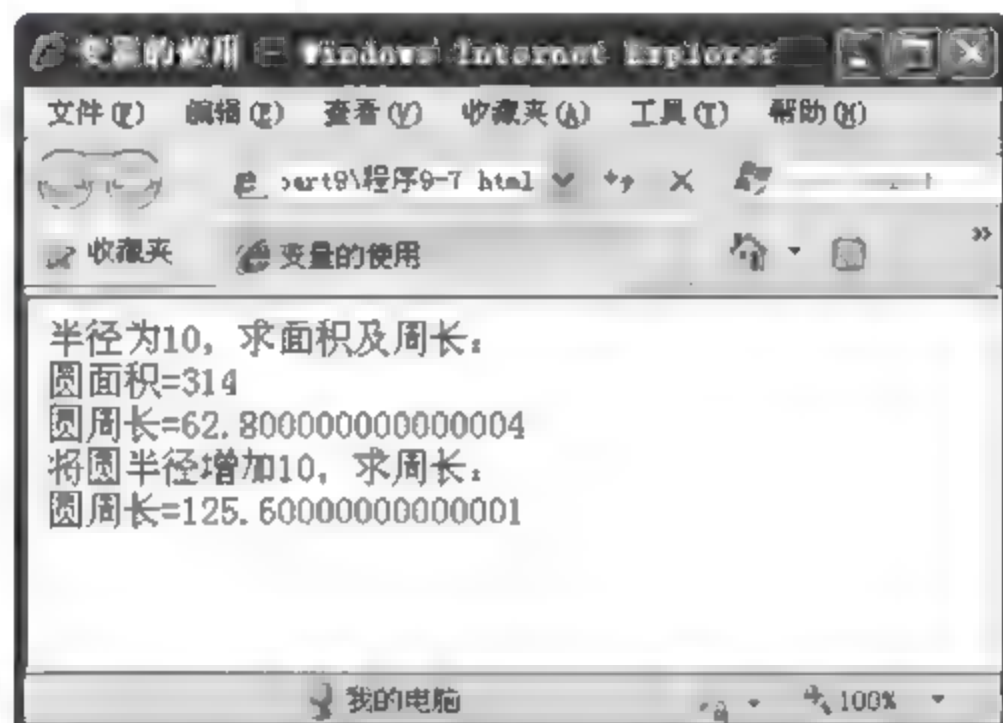 变量的使用 - Windows Internet Explorer
文件(F) 编辑(E) 查看(V) 收藏夹(A) 工具(T) 帮助(H)
part9\程序9-7 html
收藏夹 变量的使用 »
半径为10，求面积及周长：
圆面积=314
圆周长=62.800000000000004
将圆半径增加10，求周长：
圆周长=125.60000000000001
我的电脑 100%